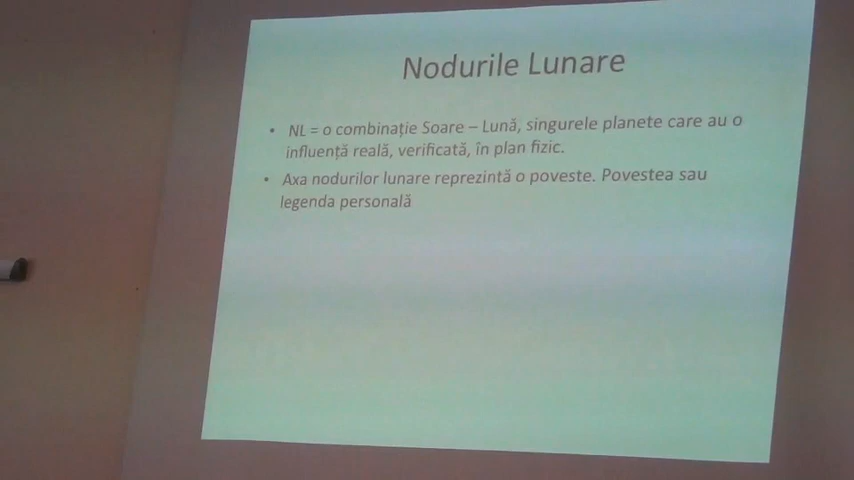 Nodurile Lunare
• NL = o combinație Soare – Lună, singurele planete care au o
influență reală, verificată, în plan fizic.
• Axa nodurilor lunare reprezintă o poveste. Povestea sau
legenda personală